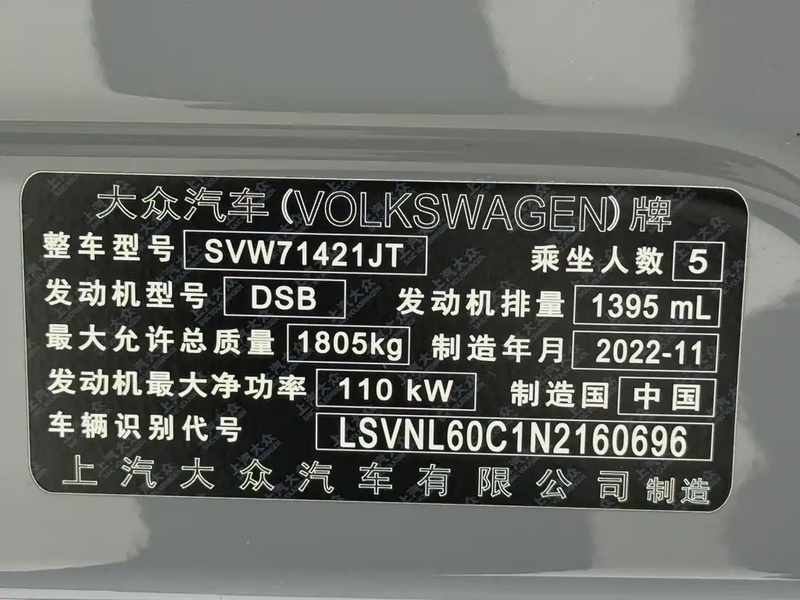 大众汽车(VOLKSWAGEN)牌
整车型号 SVW71421JT 乘坐人数 5
发动机型号 DSB 发动机排量 1395 mL
最大允许总质量 1805kg 制造年月 2022-11
发动机最大净功率 110 kW 制造国 中国
车辆识别代号 LSVNL60C1N2160696
上汽大众汽车有限公司 制造